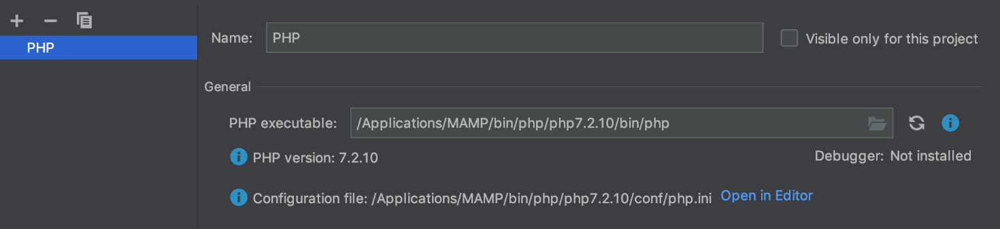 PHP
Name: PHP Visible only for this project
General
PHP executable: /Applications/MAMP/bin/php/php7.2.10/bin/php
PHP version: 7.2.10 Debugger: Not installed
Configuration file: /Applications/MAMP/bin/php/php7.2.10/conf/php.ini Open in Editor